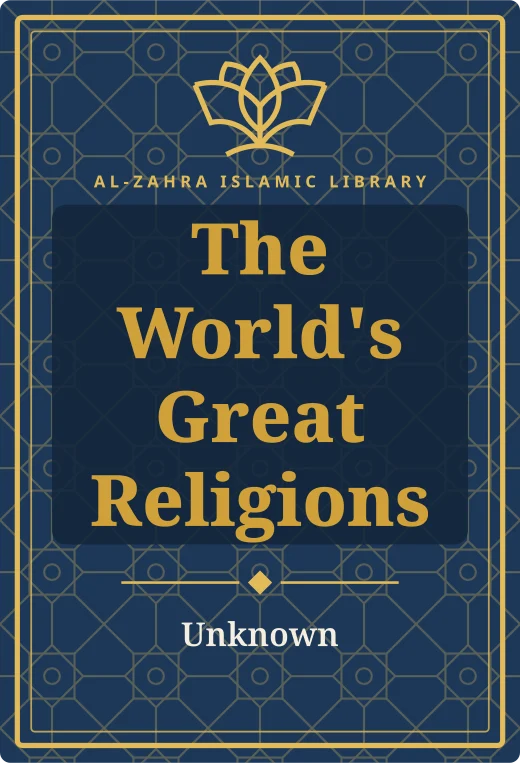 AL-ZAHRA ISLAMIC LIBRARY
The
World's
Great
Religions
Unknown